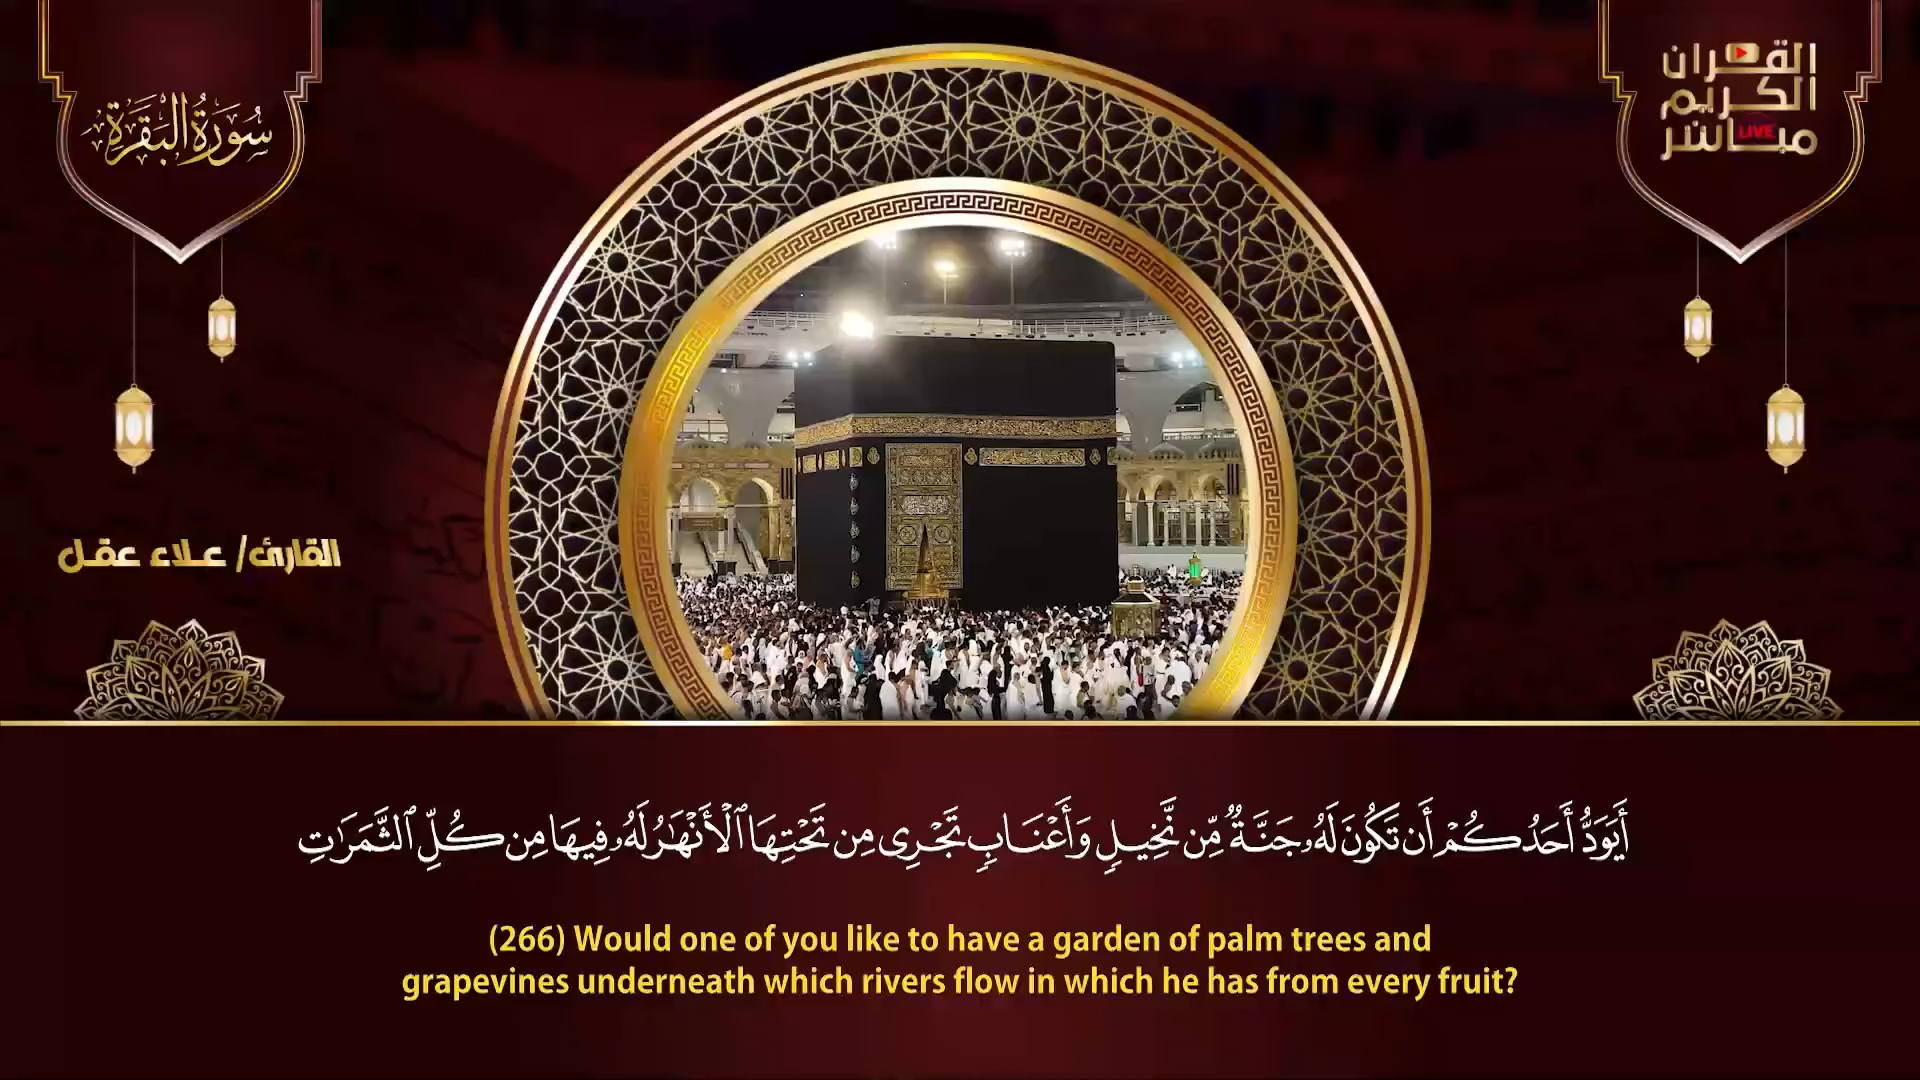 سُورَةُ البَقَرَةِ
القرآن
الكريم
مباشر
LIVE
القارئ/ علاء عقل
أَيَوَدُّ أَحَدُكُمْ أَن تَكُونَ لَهُۥ جَنَّةٌ مِّن نَّخِيلٍ وَأَعْنَابٍ تَجْرِى مِن تَحْتِهَا ٱلْأَنْهَٰرُ لَهُۥ فِيهَا مِن كُلِّ ٱلثَّمَرَٰتِ
(266) Would one of you like to have a garden of palm trees and
grapevines underneath which rivers flow in which he has from every fruit?